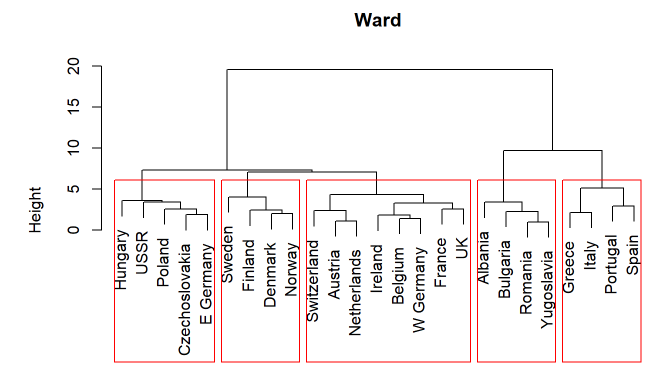 Ward
Height
20
15
10
5
0
Hungary
USSR
Poland
Czechoslovakia
E Germany
Sweden
Finland
Denmark
Norway
Switzerland
Austria
Netherlands
Ireland
Belgium
W Germany
France
UK
Albania
Bulgaria
Romania
Yugoslavia
Greece
Italy
Portugal
Spain